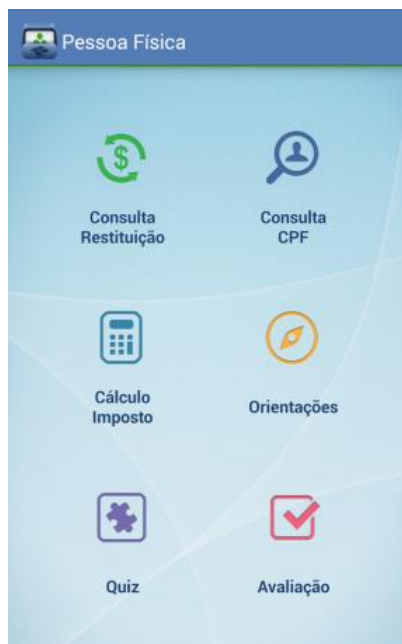 Pessoa Física
Consulta
Restituição
Consulta
CPF
Cálculo
Imposto
Orientações
Quiz
Avaliação